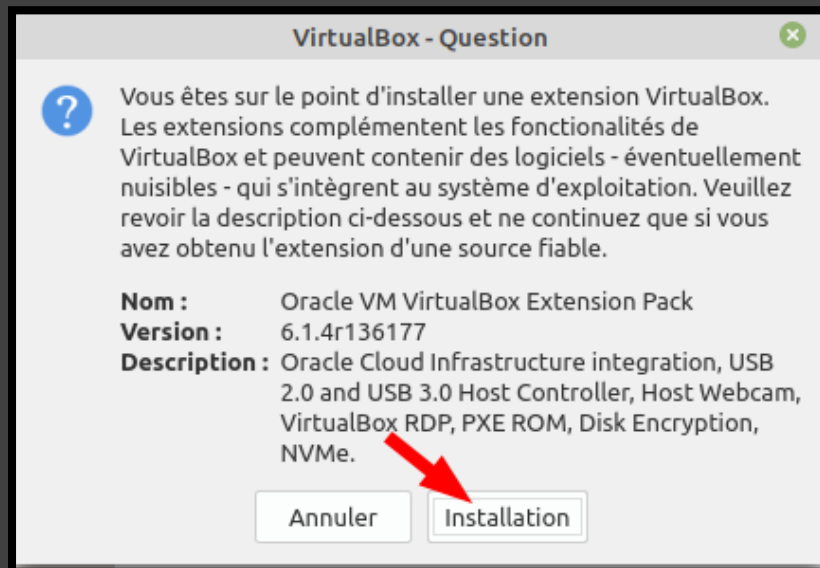 VirtualBox - Question
Vous êtes sur le point d'installer une extension VirtualBox.
Les extensions complémentent les fonctionalités de
VirtualBox et peuvent contenir des logiciels - éventuellement
nuisibles - qui s'intègrent au système d'exploitation. Veuillez
revoir la description ci-dessous et ne continuez que si vous
avez obtenu l'extension d'une source fiable.
Nom : Oracle VM VirtualBox Extension Pack
Version : 6.1.4r136177
Description : Oracle Cloud Infrastructure integration, USB
2.0 and USB 3.0 Host Controller, Host Webcam,
VirtualBox RDP, PXE ROM, Disk Encryption,
NVMe.
Annuler Installation